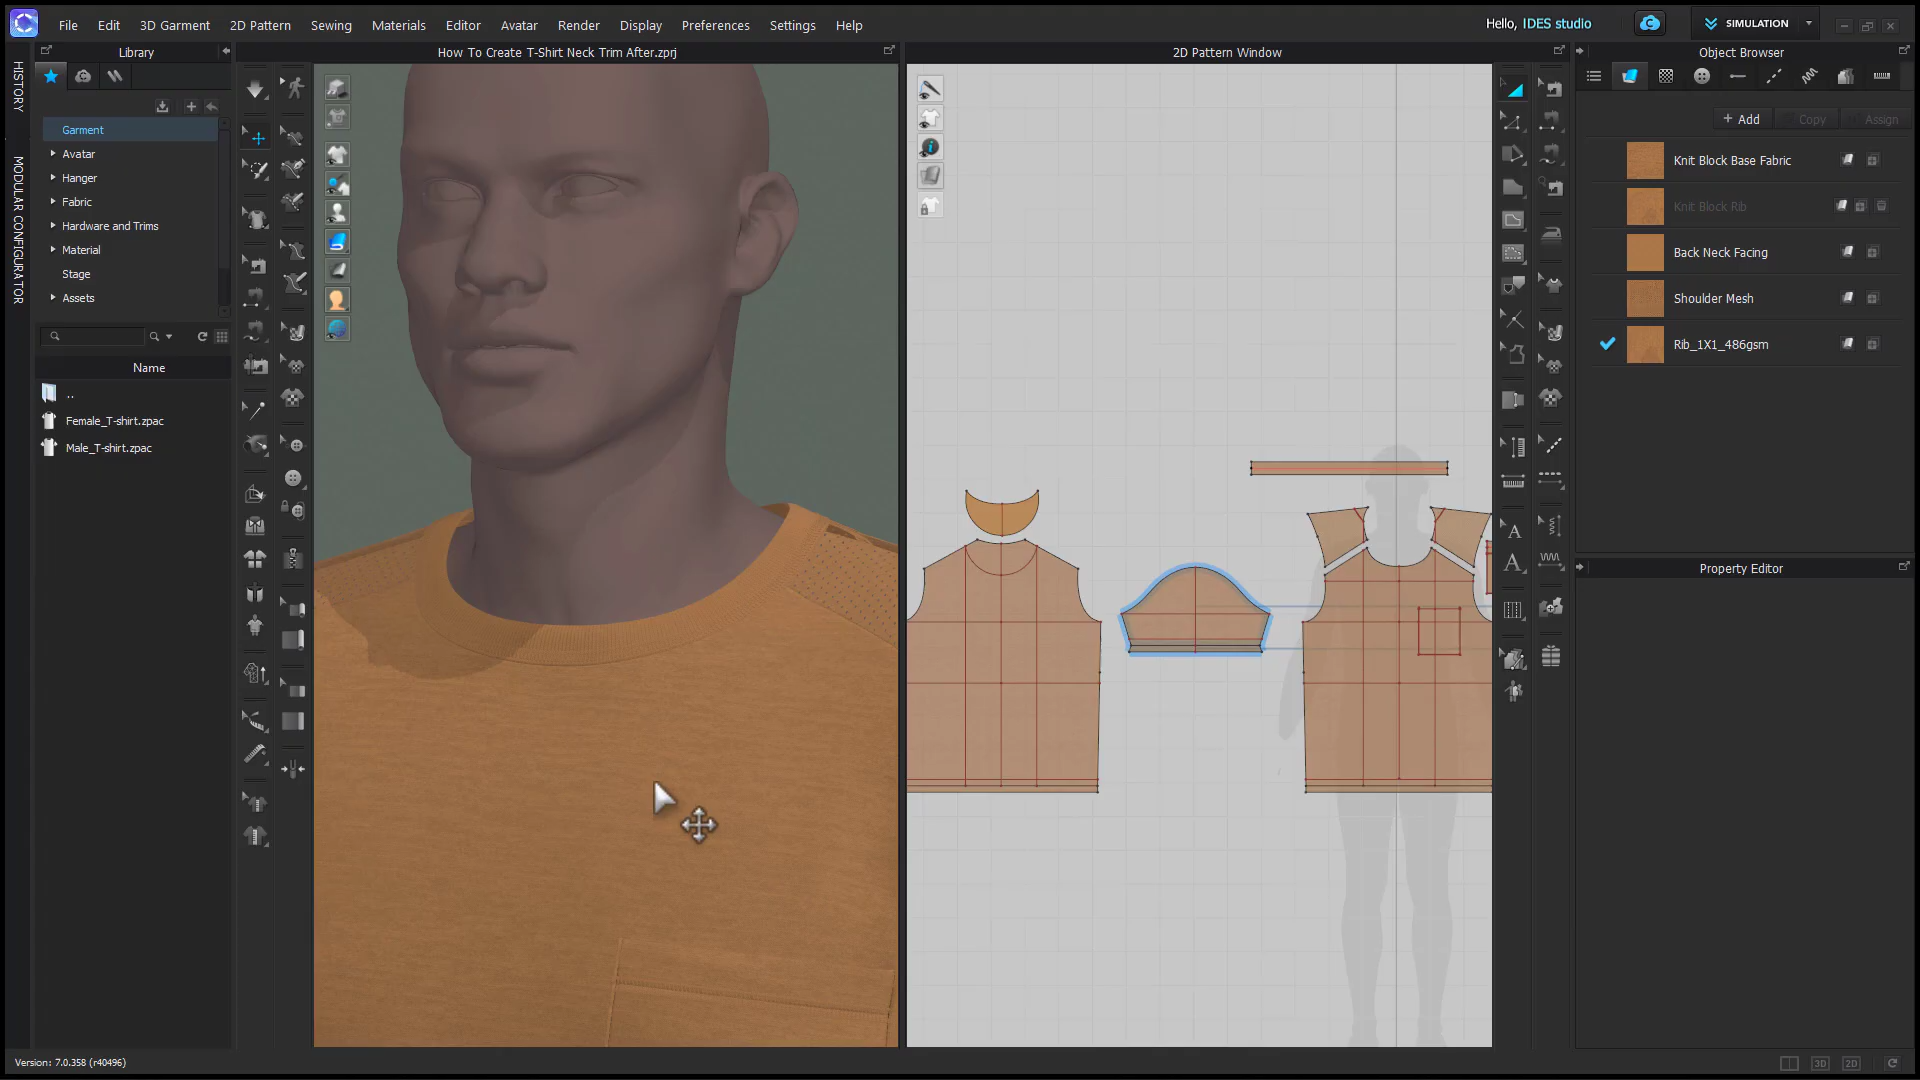 File Edit 3D Garment 2D Pattern Sewing Materials Editor Avatar Render Display Preferences Settings Help
Hello, IDES studio
SIMULATION
HISTORY
MODULAR CONFIGURATOR
Library
How To Create T-Shirt Neck Trim After.zprj
2D Pattern Window
Object Browser
Garment
Avatar
Hanger
Fabric
Hardware and Trims
Material
Stage
Assets
Name
..
Female_T-shirt.zpac
Male_T-shirt.zpac
A
A
+ Add
Copy
Assign
Knit Block Base Fabric
Knit Block Rib
Back Neck Facing
Shoulder Mesh
Rib_1X1_486gsm
Property Editor
Version: 7.0.358 (r40496)
3D
2D